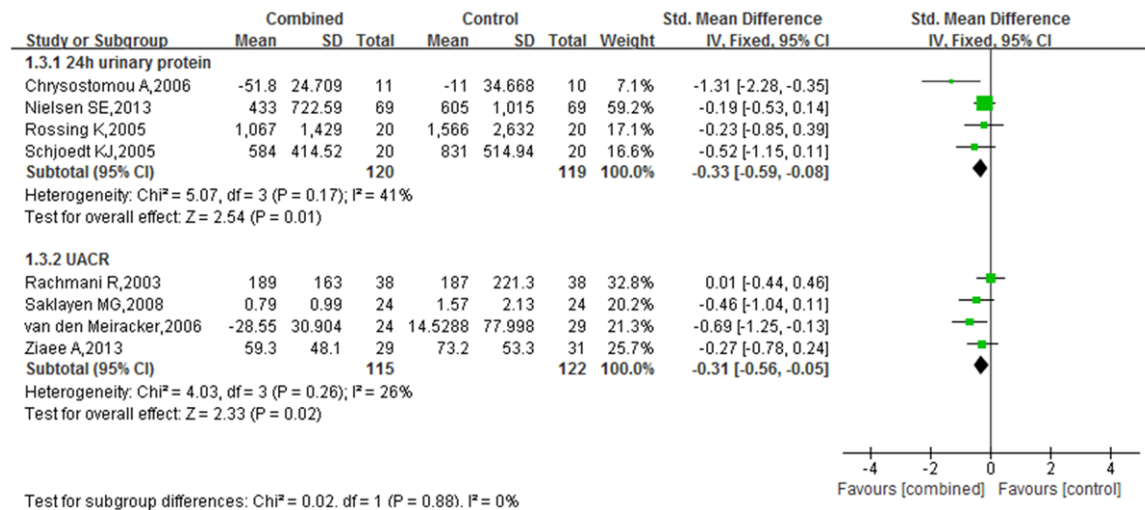 Combined Control Std. Mean Difference Std. Mean Difference
Study or Subgroup Mean SD Total Mean SD Total Weight IV, Fixed, 95% CI IV, Fixed, 95% CI
1.3.1 24h urinary protein
Chrysostomou A,2006 -51.8 24.709 11 -11 34.668 10 7.1% -1.31 [-2.28, -0.35]
Nielsen SE,2013 433 722.59 69 605 1,015 69 59.2% -0.19 [-0.53, 0.14]
Rossing K,2005 1,067 1,429 20 1,566 2,632 20 17.1% -0.23 [-0.85, 0.39]
Schjoedt KJ,2005 584 414.52 20 831 514.94 20 16.6% -0.52 [-1.15, 0.11]
Subtotal (95% CI) 120 119 100.0% -0.33 [-0.59, -0.08]
Heterogeneity: Chi² = 5.07, df = 3 (P = 0.17); I² = 41%
Test for overall effect: Z = 2.54 (P = 0.01)
1.3.2 UACR
Rachmani R,2003 189 163 38 187 221.3 38 32.8% 0.01 [-0.44, 0.46]
Saklayen MG,2008 0.79 0.99 24 1.57 2.13 24 20.2% -0.46 [-1.04, 0.11]
van den Meiracker,2006 -28.55 30.904 24 14.5288 77.998 29 21.3% -0.69 [-1.25, -0.13]
Ziaee A,2013 59.3 48.1 29 73.2 53.3 31 25.7% -0.27 [-0.78, 0.24]
Subtotal (95% CI) 115 122 100.0% -0.31 [-0.56, -0.05]
Heterogeneity: Chi² = 4.03, df = 3 (P = 0.26); I² = 26%
Test for overall effect: Z = 2.33 (P = 0.02)
-4 -2 0 2 4
Favours [combined] Favours [control]
Test for subgroup differences: Chi² = 0.02, df = 1 (P = 0.88), I² = 0%